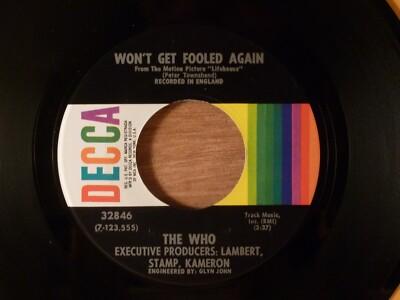 WON'T GET FOOLED AGAIN
From The Motion Picture "Lifehouse"
(Peter Townshend)
RECORDED IN ENGLAND
DECCA
32846
(7-123,555)
Track Music,
Inc. (BMI)
(3:37)
THE WHO
EXECUTIVE PRODUCERS: LAMBERT,
STAMP, KAMERON
ENGINEERED BY: GLYN JOHN